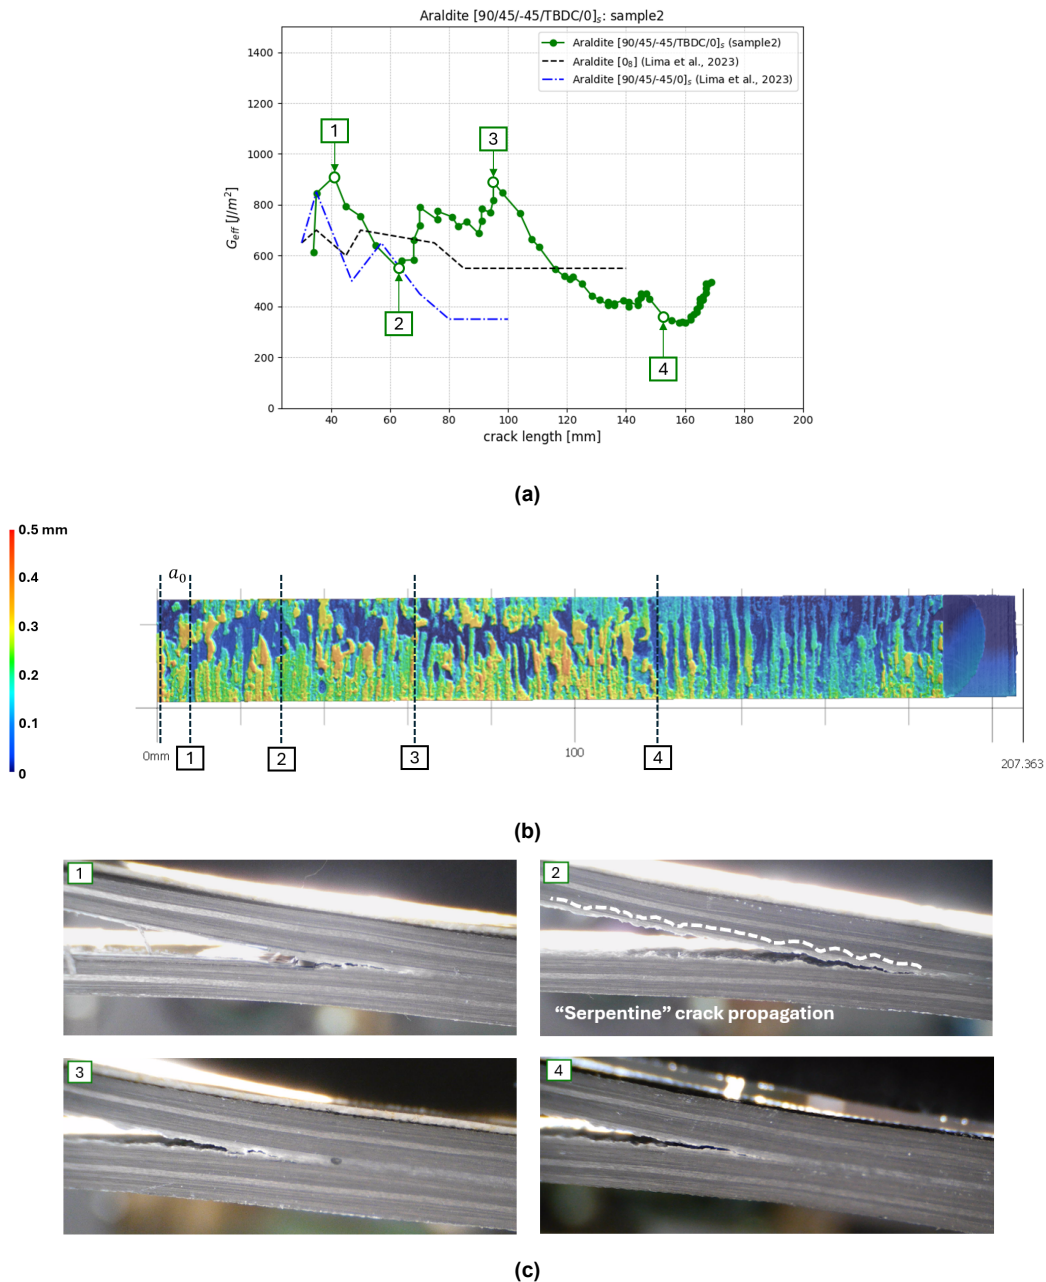 Araldite [90/45/-45/TBDC/0]ₛ: sample2
Araldite [90/45/-45/TBDC/0]ₛ (sample2)
Araldite [0₈] (Lima et al., 2023)
Araldite [90/45/-45/0]ₛ (Lima et al., 2023)
1400
1200
1000
800
600
400
200
0
G_eff [J/m²]
1
3
2
4
40
60
80
100
120
140
160
180
200
crack length [mm]
(a)
0.5 mm
0.4
0.3
0.2
0.1
0
a₀
0mm
1
2
3
100
4
207.363
(b)
1
2
“Serpentine” crack propagation
3
4
(c)